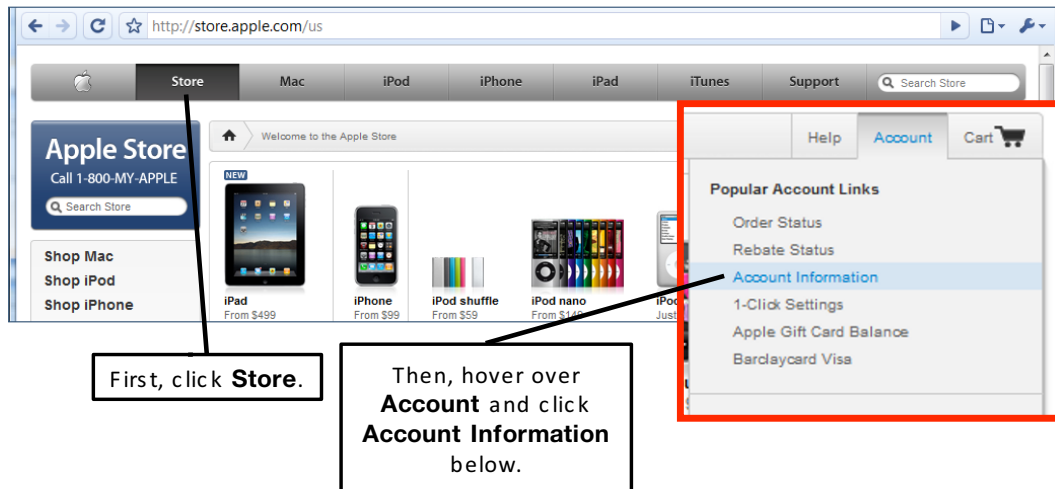 http://store.apple.com/us
Store Mac iPod iPhone iPad iTunes Support Search Store
Apple Store
Call 1-800-MY-APPLE
Search Store
Welcome to the Apple Store
Shop Mac
Shop iPod
Shop iPhone
NEW
iPad
From $499
iPhone
From $99
iPod shuffle
From $59
iPod nano
From $149
Just
Help Account Cart
Popular Account Links
Order Status
Rebate Status
Account Information
1-Click Settings
Apple Gift Card Balance
Barclaycard Visa
First, click Store.
Then, hover over
Account and click
Account Information
below.